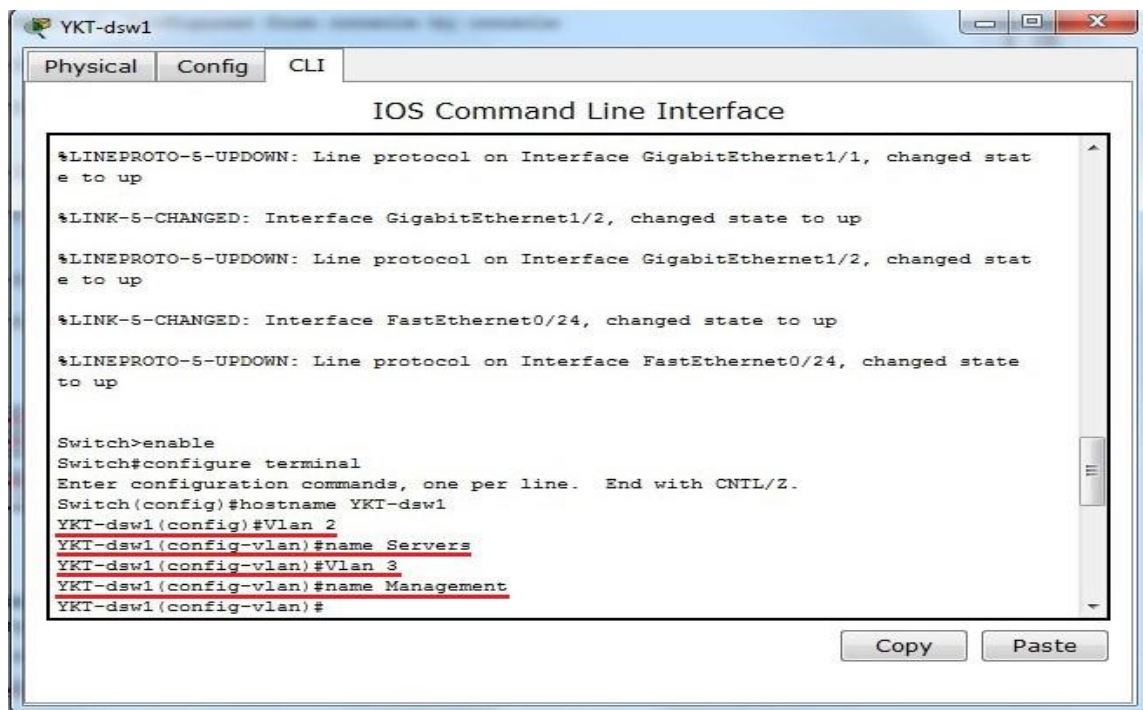 YKT-dsw1
Physical Config CLI
IOS Command Line Interface
%LINEPROTO-5-UPDOWN: Line protocol on Interface GigabitEthernet1/1, changed stat
e to up
%LINK-5-CHANGED: Interface GigabitEthernet1/2, changed state to up
%LINEPROTO-5-UPDOWN: Line protocol on Interface GigabitEthernet1/2, changed stat
e to up
%LINK-5-CHANGED: Interface FastEthernet0/24, changed state to up
%LINEPROTO-5-UPDOWN: Line protocol on Interface FastEthernet0/24, changed state
to up
Switch>enable
Switch#configure terminal
Enter configuration commands, one per line.  End with CNTL/Z.
Switch(config)#hostname YKT-dsw1
YKT-dsw1(config)#Vlan 2
YKT-dsw1(config-vlan)#name Servers
YKT-dsw1(config-vlan)#Vlan 3
YKT-dsw1(config-vlan)#name Management
YKT-dsw1(config-vlan)#
Copy Paste